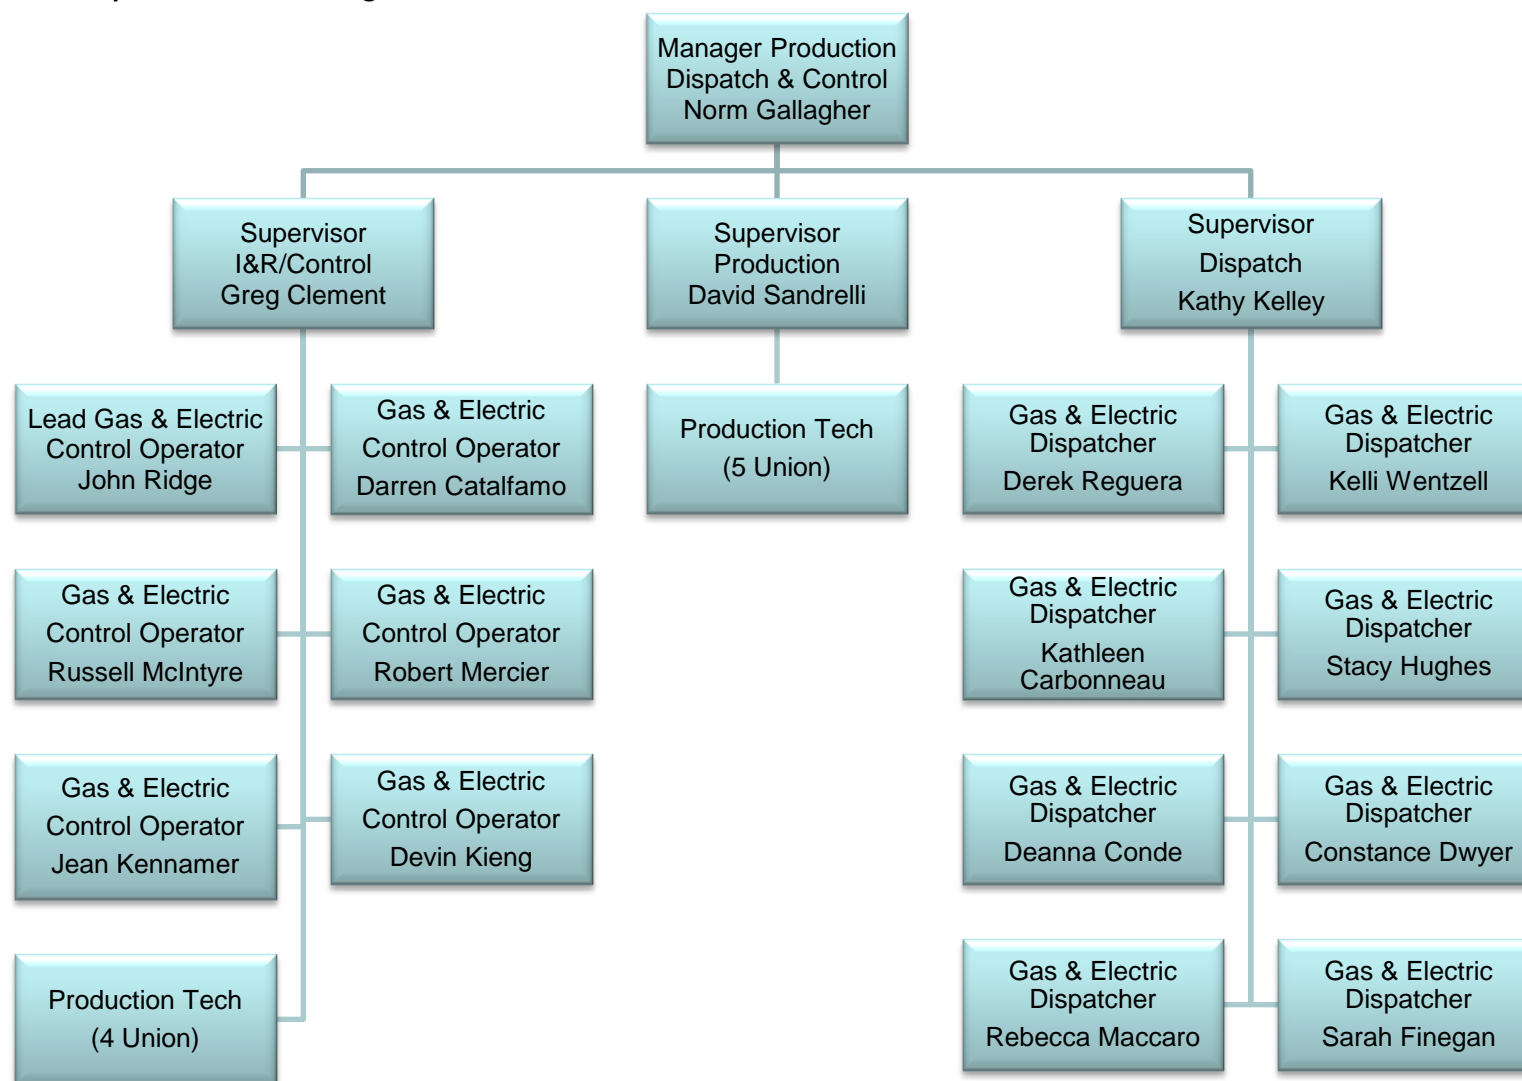 Manager Production
Dispatch & Control
Norm Gallagher
Supervisor
I&R/Control
Greg Clement
Supervisor
Production
David Sandrelli
Supervisor
Dispatch
Kathy Kelley
Lead Gas & Electric
Control Operator
John Ridge
Gas & Electric
Control Operator
Darren Catalfamo
Production Tech
(5 Union)
Gas & Electric
Dispatcher
Derek Reguera
Gas & Electric
Dispatcher
Kelli Wentzell
Gas & Electric
Control Operator
Russell McIntyre
Gas & Electric
Control Operator
Robert Mercier
Gas & Electric
Dispatcher
Kathleen
Carbonneau
Gas & Electric
Dispatcher
Stacy Hughes
Gas & Electric
Control Operator
Jean Kennamer
Gas & Electric
Control Operator
Devin Kieng
Gas & Electric
Dispatcher
Deanna Conde
Gas & Electric
Dispatcher
Constance Dwyer
Production Tech
(4 Union)
Gas & Electric
Dispatcher
Rebecca Maccaro
Gas & Electric
Dispatcher
Sarah Finegan